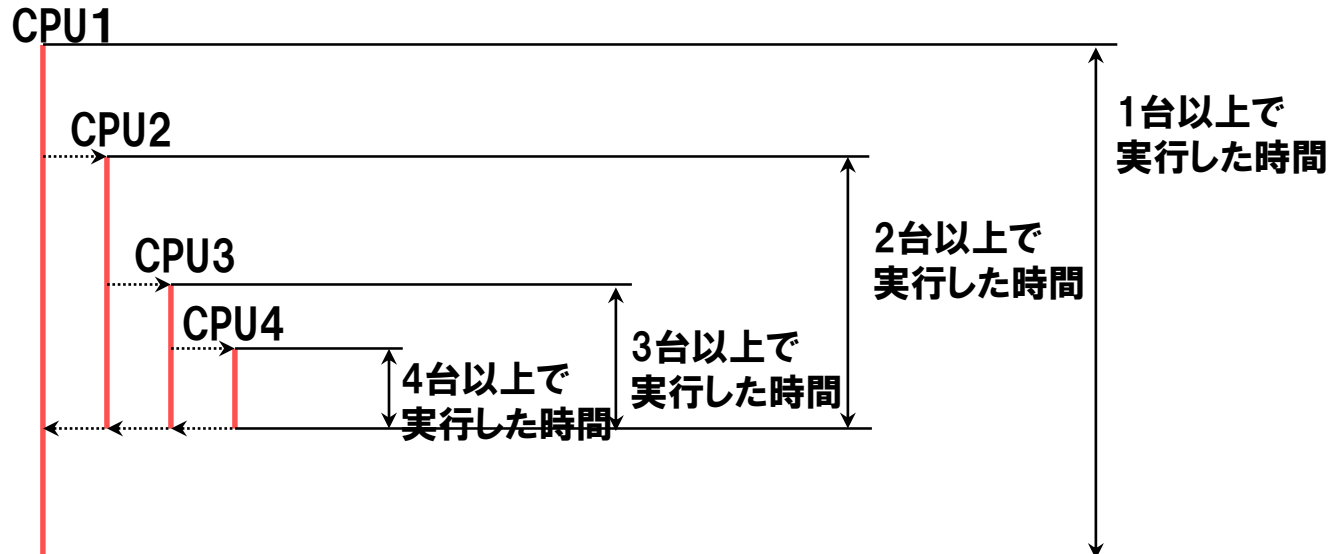 CPU1
1台以上で
実行した時間
CPU2
2台以上で
実行した時間
CPU3
CPU4
3台以上で
実行した時間
4台以上で
実行した時間